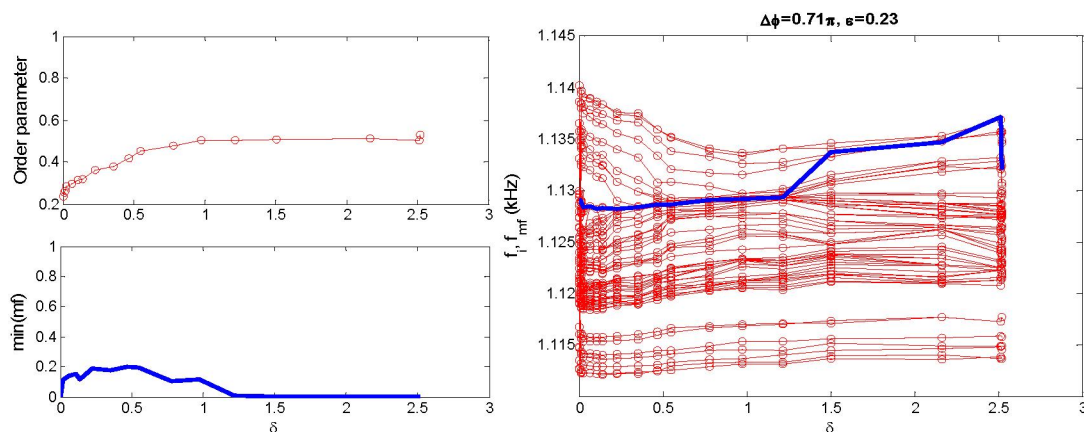 Order parameter
1
0.8
0.6
0.4
0.2
0 0.5 1 1.5 2 2.5 3
min(mf)
1
0.8
0.6
0.4
0.2
0
0 0.5 1 1.5 2 2.5 3
δ
Δϕ=0.71π, ε=0.23
f_i, f_mf (kHz)
1.145
1.14
1.135
1.13
1.125
1.12
1.115
0 0.5 1 1.5 2 2.5 3
δ